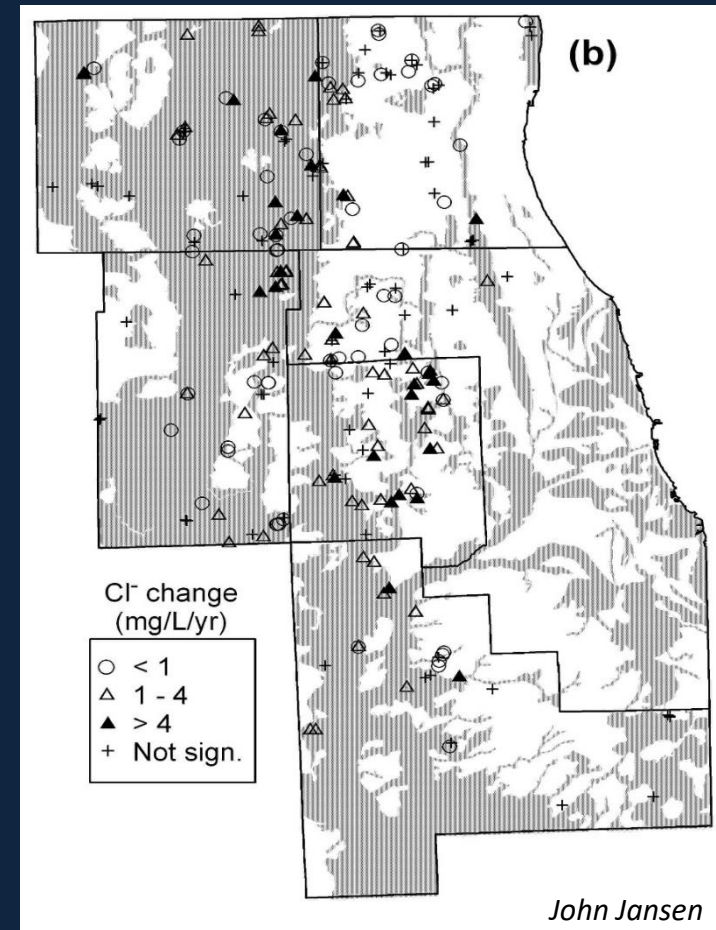 (b)
Cl⁻ change
(mg/L/yr)
< 1
1 - 4
> 4
+ Not sign.
John Jansen